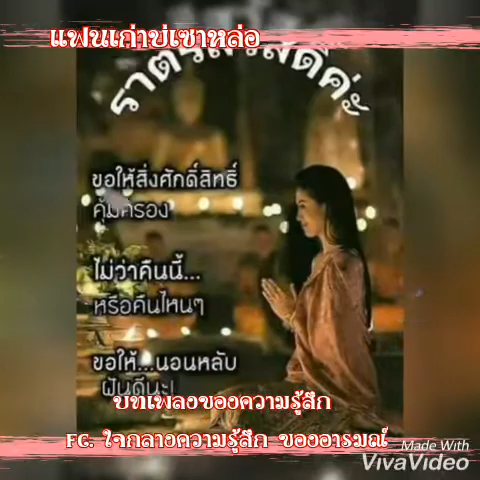 แฟนเก่าบ่เซาหล่อ
ราตรีสวัสดิ์ค่ะ
ขอให้สิ่งศักดิ์สิทธิ์
คุ้มครอง
ไม่ว่าคืนนี้...
หรือคืนไหนๆ
ขอให้...นอนหลับ
ฝันดีนะ!
บทเพลงของความรู้สึก
FC. ใจกลางความรู้สึก ของอารมณ์
Made With
VivaVideo